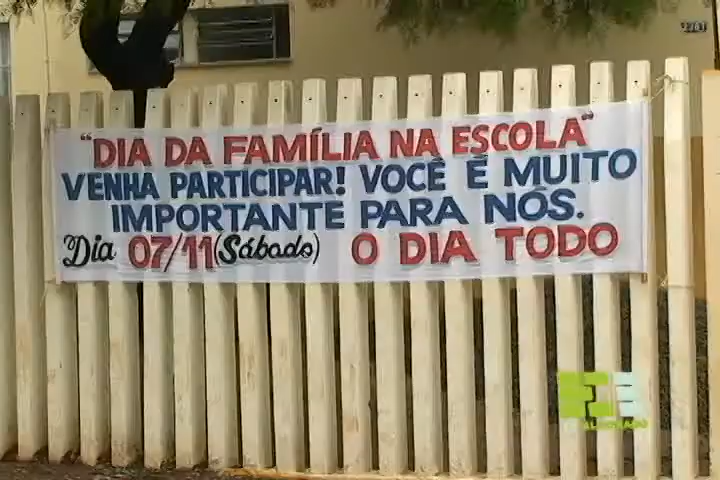 "DIA DA FAMÍLIA NA ESCOLA"
VENHA PARTICIPAR! VOCÊ É MUITO
IMPORTANTE PARA NÓS.
Dia 07/11 (Sábado) O DIA TODO